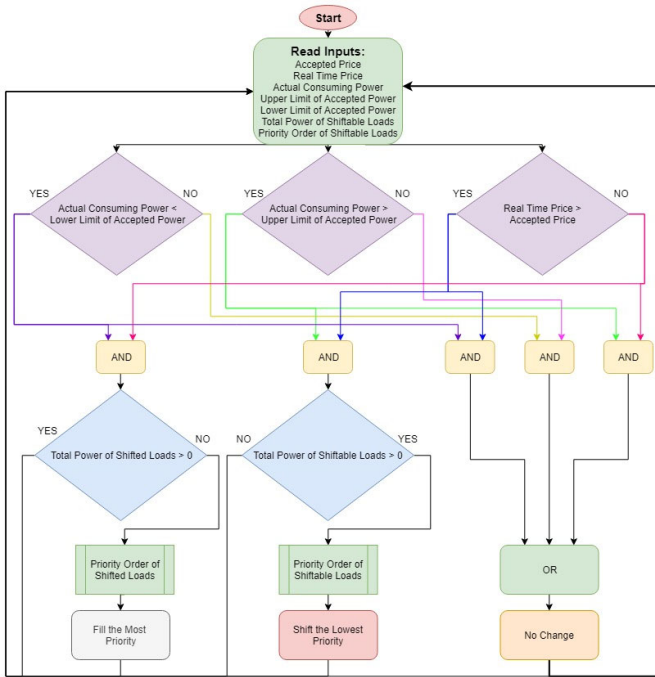 Start
Read Inputs:
Accepted Price
Real Time Price
Actual Consuming Power
Upper Limit of Accepted Power
Lower Limit of Accepted Power
Total Power of Shiftable Loads
Priority Order of Shiftable Loads
YES
Actual Consuming Power <
Lower Limit of Accepted Power
NO
YES
Actual Consuming Power >
Upper Limit of Accepted Power
NO
YES
Real Time Price >
Accepted Price
NO
AND
AND
AND
AND
AND
YES
Total Power of Shifted Loads > 0
NO
NO
Total Power of Shiftable Loads > 0
YES
Priority Order of
Shifted Loads
Priority Order of
Shiftable Loads
OR
Fill the Most
Priority
Shift the Lowest
Priority
No Change